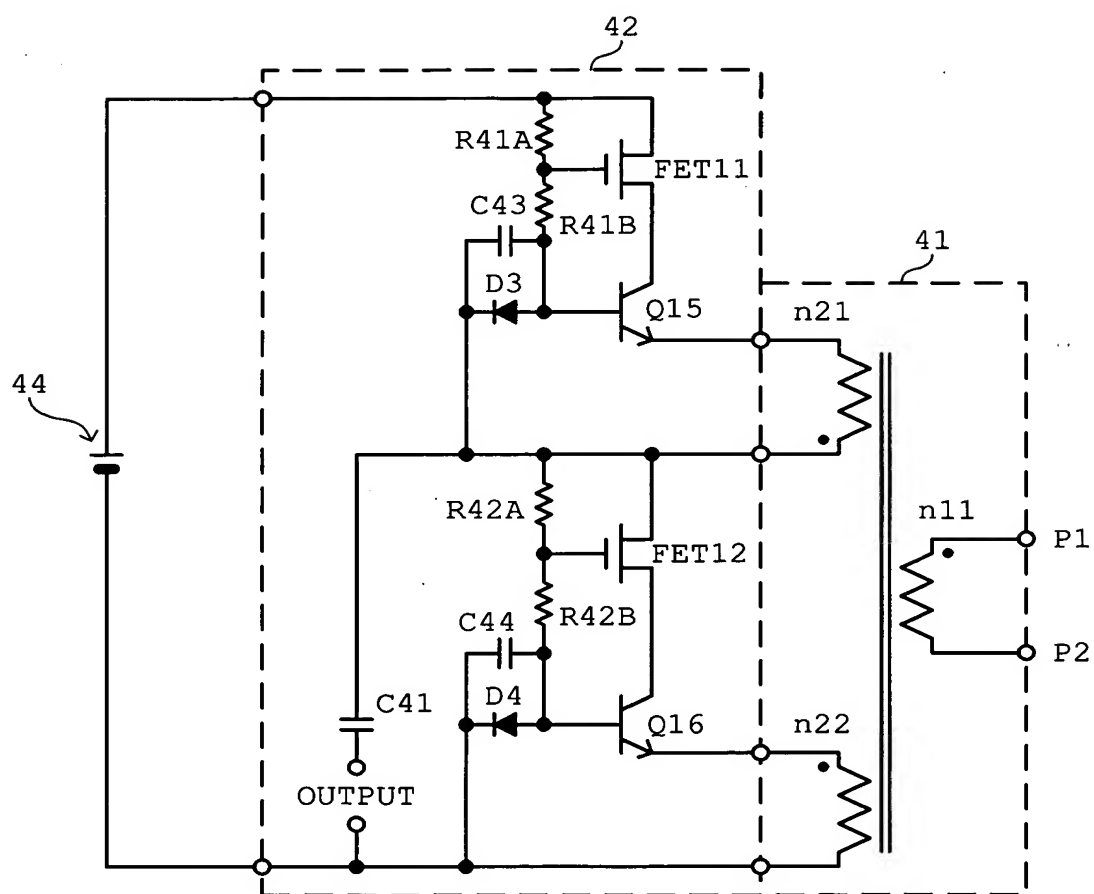 42
R41A
FET11
C43
R41B
41
D3
Q15
n21
44
R42A
n11
FET12
P1
R42B
C44
P2
D4
C41
Q16
n22
OUTPUT